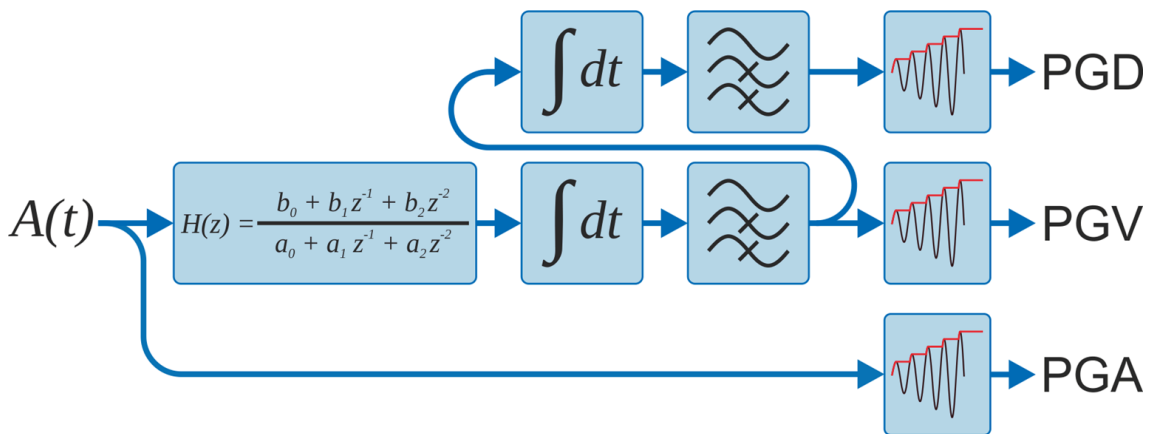 ∫ dt PGD
A(t) H(z) = b₀ + b₁z⁻¹ + b₂z⁻² / a₀ + a₁z⁻¹ + a₂z⁻² ∫ dt PGV
PGA